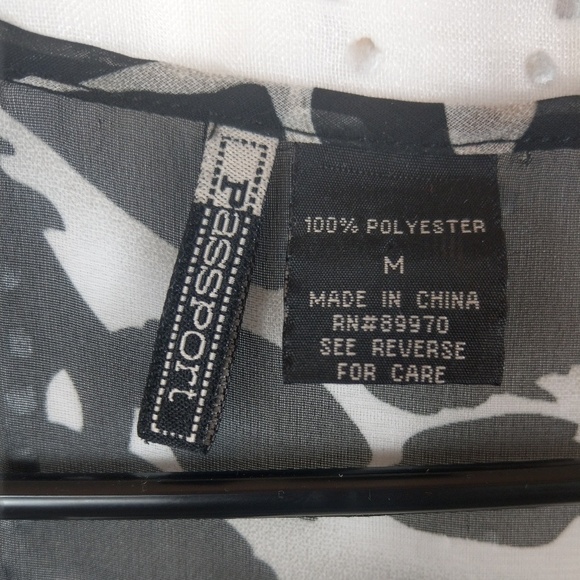 Passport
100% POLYESTER
M
MADE IN CHINA
RN#89970
SEE REVERSE
FOR CARE